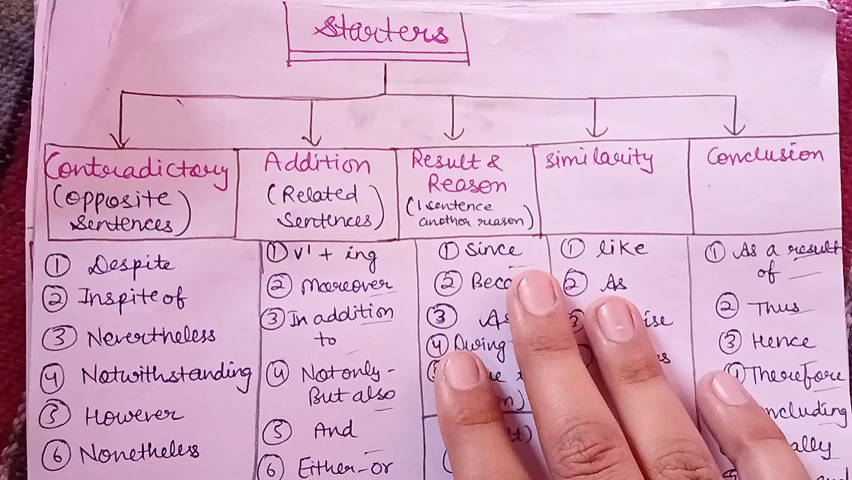 Starters
Contradictory
(Opposite
Sentences)
① Despite
② Inspite of
③ Nevertheless
④ Notwithstanding
⑤ However
⑥ Nonetheless
Addition
(Related
Sentences)
① V¹ + ing
② Moreover
③ In addition
to
④ Not only-
But also
⑤ And
⑥ Either-or
Result &
Reason
(1 sentence
another reason)
① Since
②
③ As
④ Owing
Similarity
① like
② As
Conclusion
① As a result
of
② Thus
③ Hence
④ Therefore